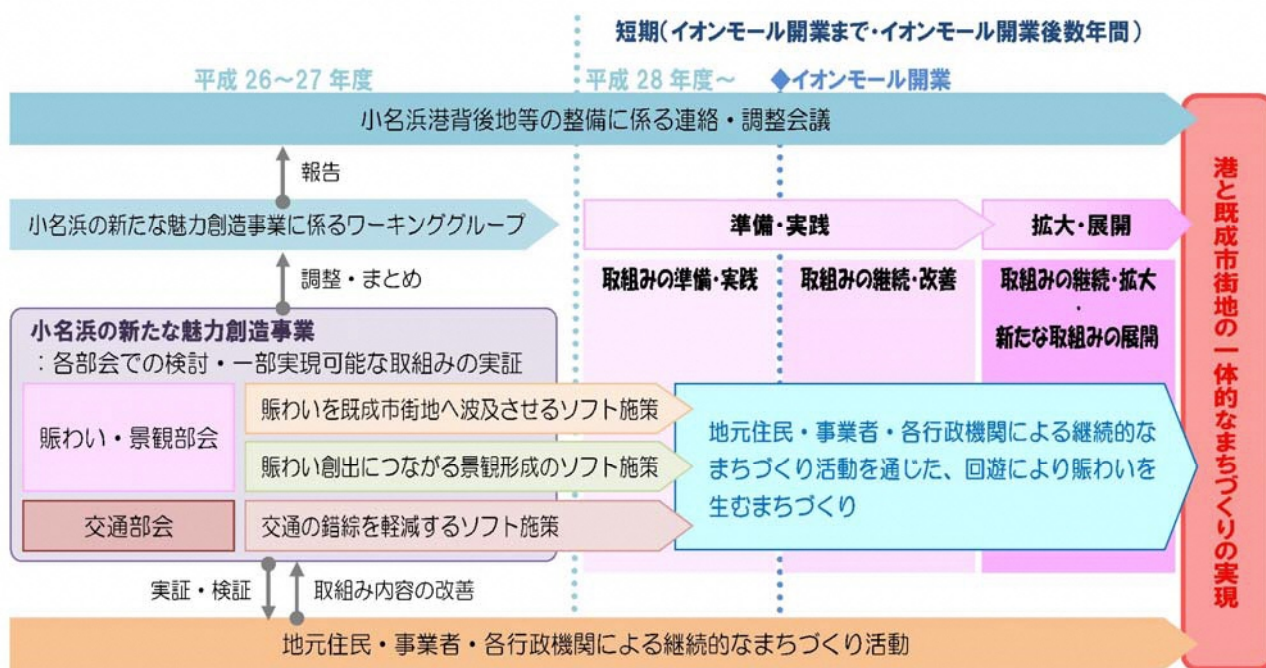 短期(イオンモール開業まで・イオンモール開業後数年間)
平成 26～27 年度
平成 28 年度～
◆イオンモール開業
小名浜港背後地等の整備に係る連絡・調整会議
報告
小名浜の新たな魅力創造事業に係るワーキンググループ
準備・実践
拡大・展開
調整・まとめ
取組みの準備・実践
取組みの継続・改善
取組みの継続・拡大
・
新たな取組みの展開
小名浜の新たな魅力創造事業
：各部会での検討・一部実現可能な取組みの実証
賑わい・景観部会
賑わいを既成市街地へ波及させるソフト施策
賑わい創出につながる景観形成のソフト施策
交通部会
交通の錯綜を軽減するソフト施策
地元住民・事業者・各行政機関による継続的な
まちづくり活動を通じた、回遊により賑わいを
生むまちづくり
実証・検証
取組み内容の改善
地元住民・事業者・各行政機関による継続的なまちづくり活動
港と既成市街地の一体的なまちづくりの実現